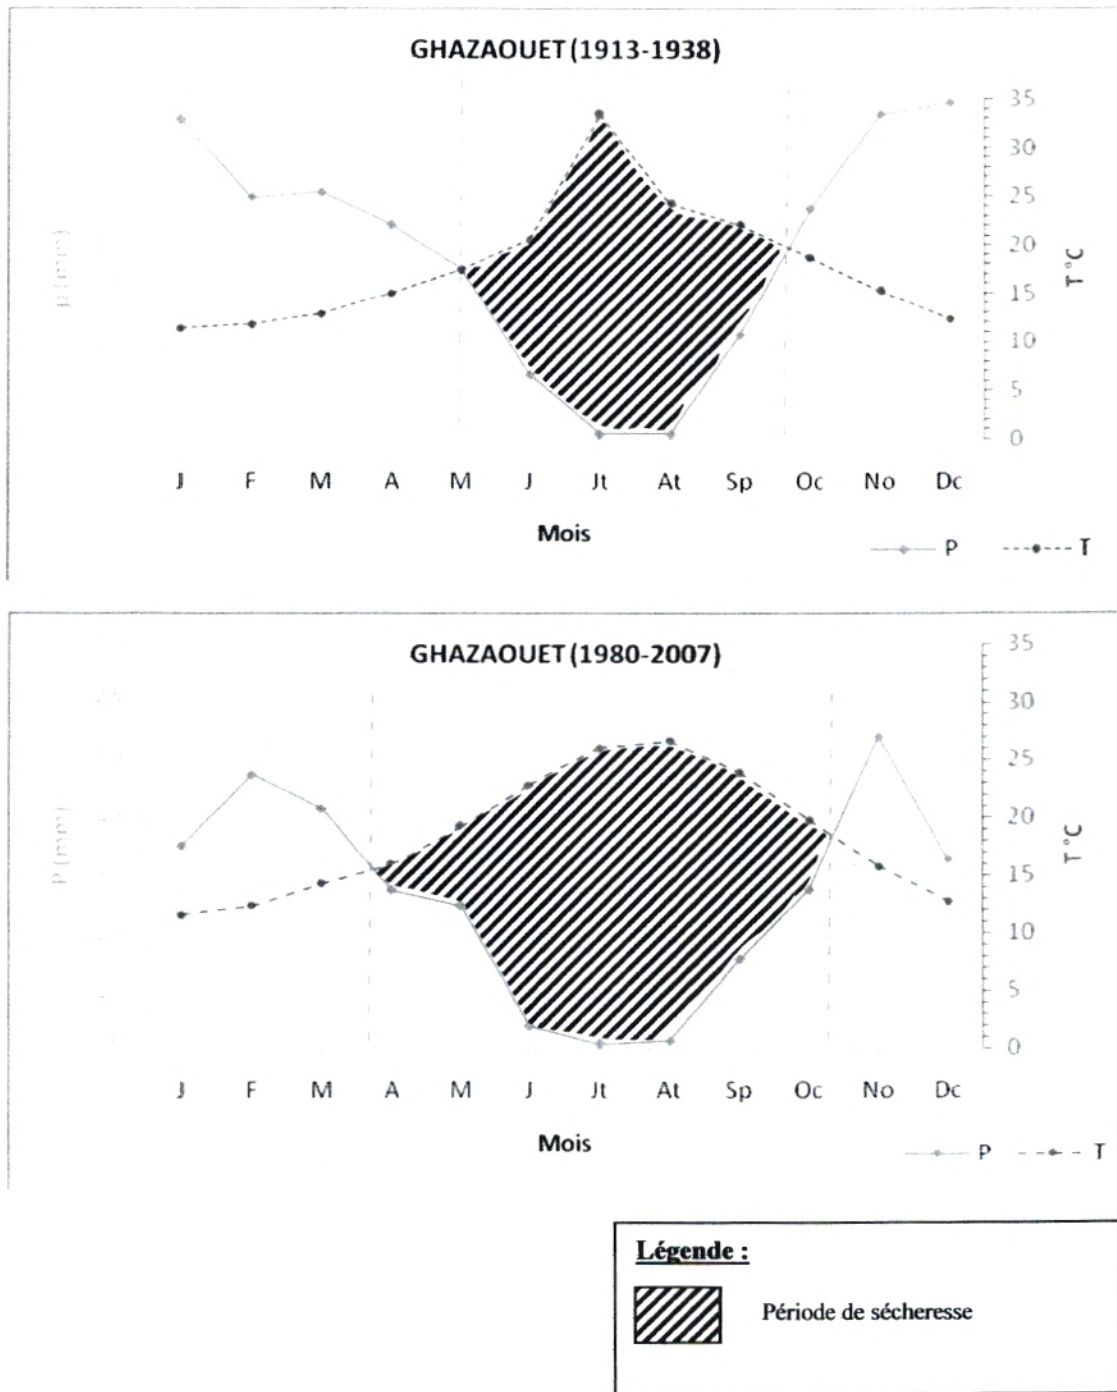 GHAZAOUET (1913-1938)
p (mm)
35
30
25
20
15
10
5
0
T°C
J F M A M J Jt At Sp Oc No Dc
Mois
P T
GHAZAOUET (1980-2007)
P (mm)
35
30
25
20
15
10
5
0
T°C
J F M A M J Jt At Sp Oc No Dc
Mois
P T
Légende :
Période de sécheresse